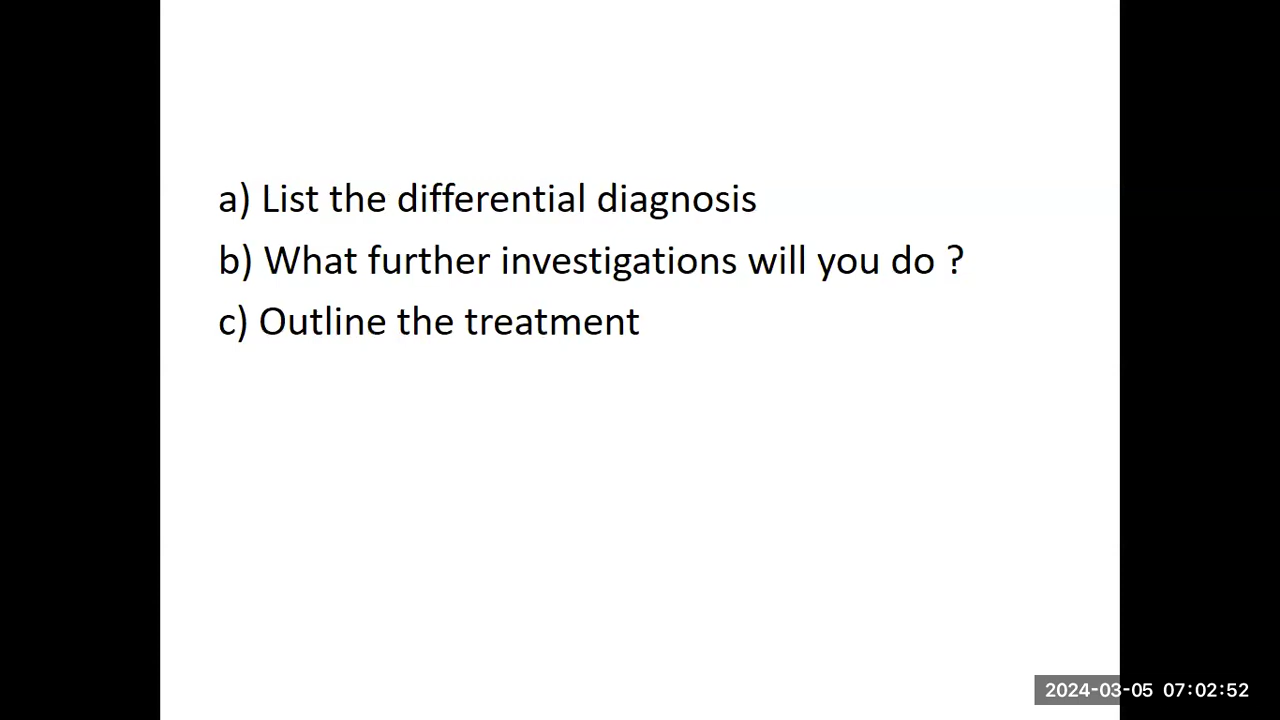 a) List the differential diagnosis
b) What further investigations will you do ?
c) Outline the treatment
2024-03-05 07:02:52